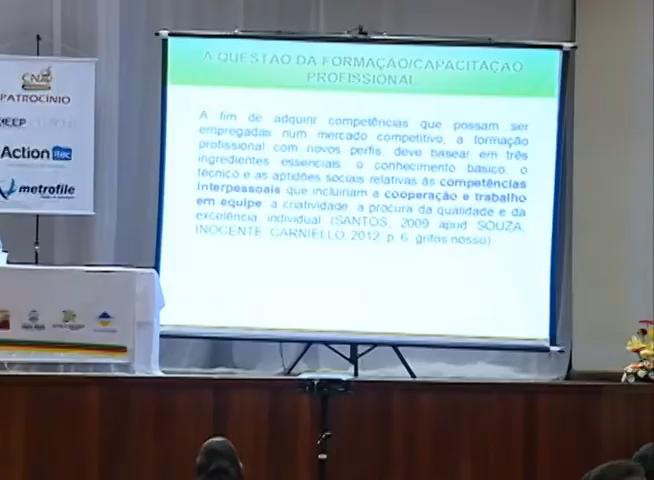 CNA
PATROCÍNIO
Action Rec
metrofile
A QUESTÃO DA FORMAÇÃO/CAPACITAÇÃO
PROFISSIONAL
A fim de adquirir competências que possam ser
empregadas num mercado competitivo, a formação
profissional com novos perfis, deve basear em três
ingredientes essenciais: o conhecimento básico, o
técnico e as aptidões sociais relativas às competências
interpessoais que incluiriam a cooperação e trabalho
em equipe, a criatividade, a procura da qualidade e da
excelência individual (SANTOS, 2009 apud SOUZA;
INOCENTE; CARNIELLO, 2012, p. 6, grifos nosso)